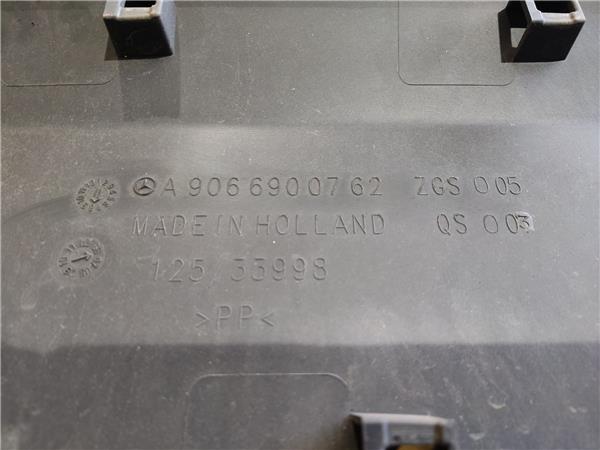 A 906 690 07 62 ZGS 005
MADE IN HOLLAND QS 003
125 33998
>PP<